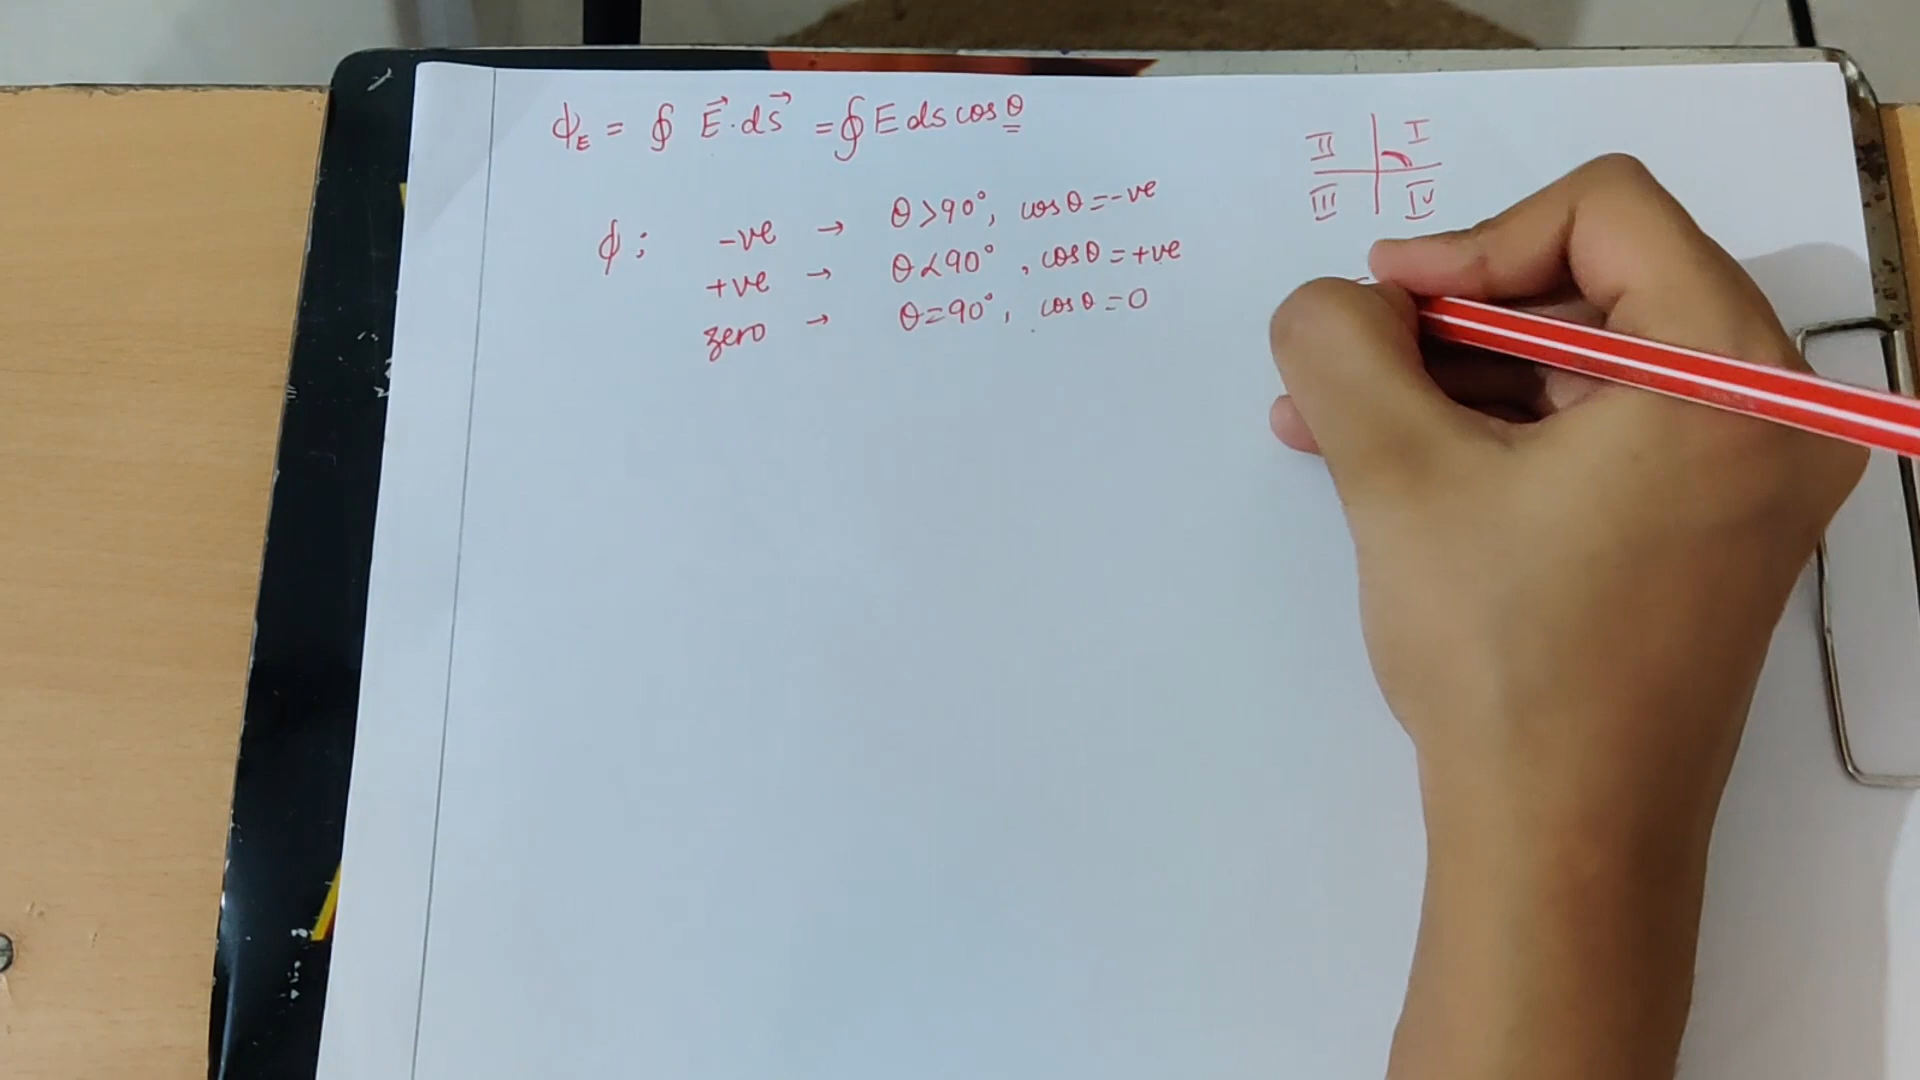 ϕE = ∮ E⃗·ds⃗ = ∮ E ds cos θ
ϕ : -ve → θ > 90°, cos θ = -ve
+ve → θ < 90°, cos θ = +ve
zero → θ = 90°, cos θ = 0
II I
III IV